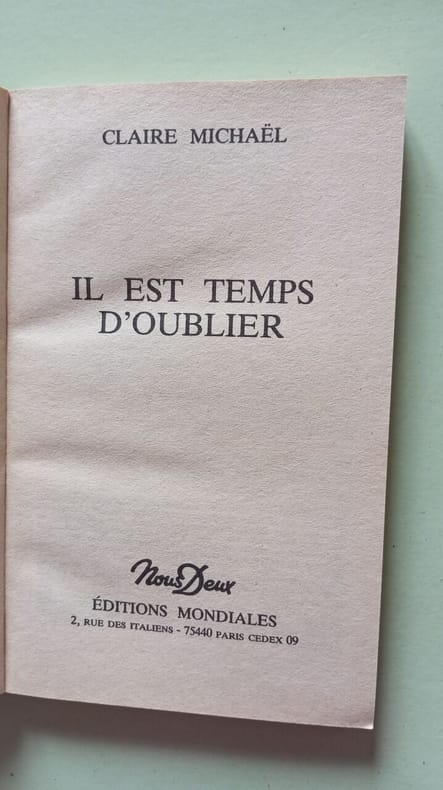 CLAIRE MICHAËL
IL EST TEMPS
D'OUBLIER
Nous Deux
ÉDITIONS MONDIALES
2, RUE DES ITALIENS - 75440 PARIS CEDEX 09